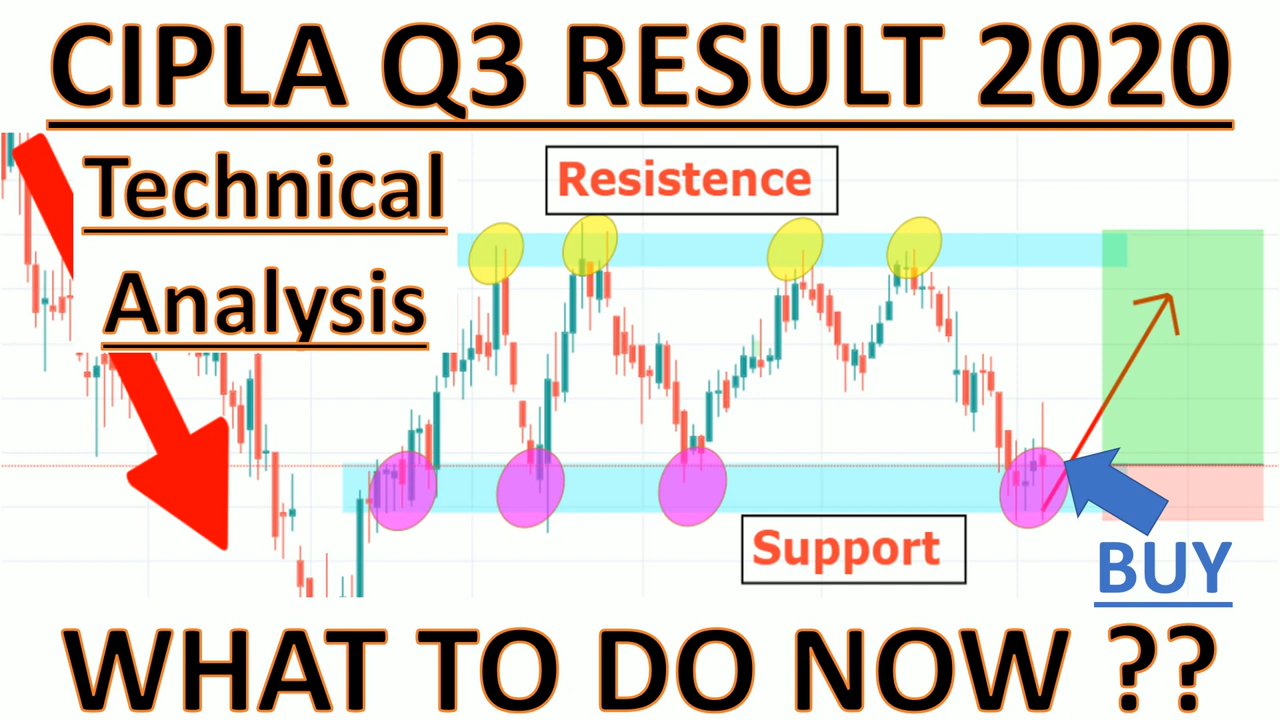 CIPLA Q3 RESULT 2020
Technical
Analysis
Resistence
Support
BUY
WHAT TO DO NOW ??